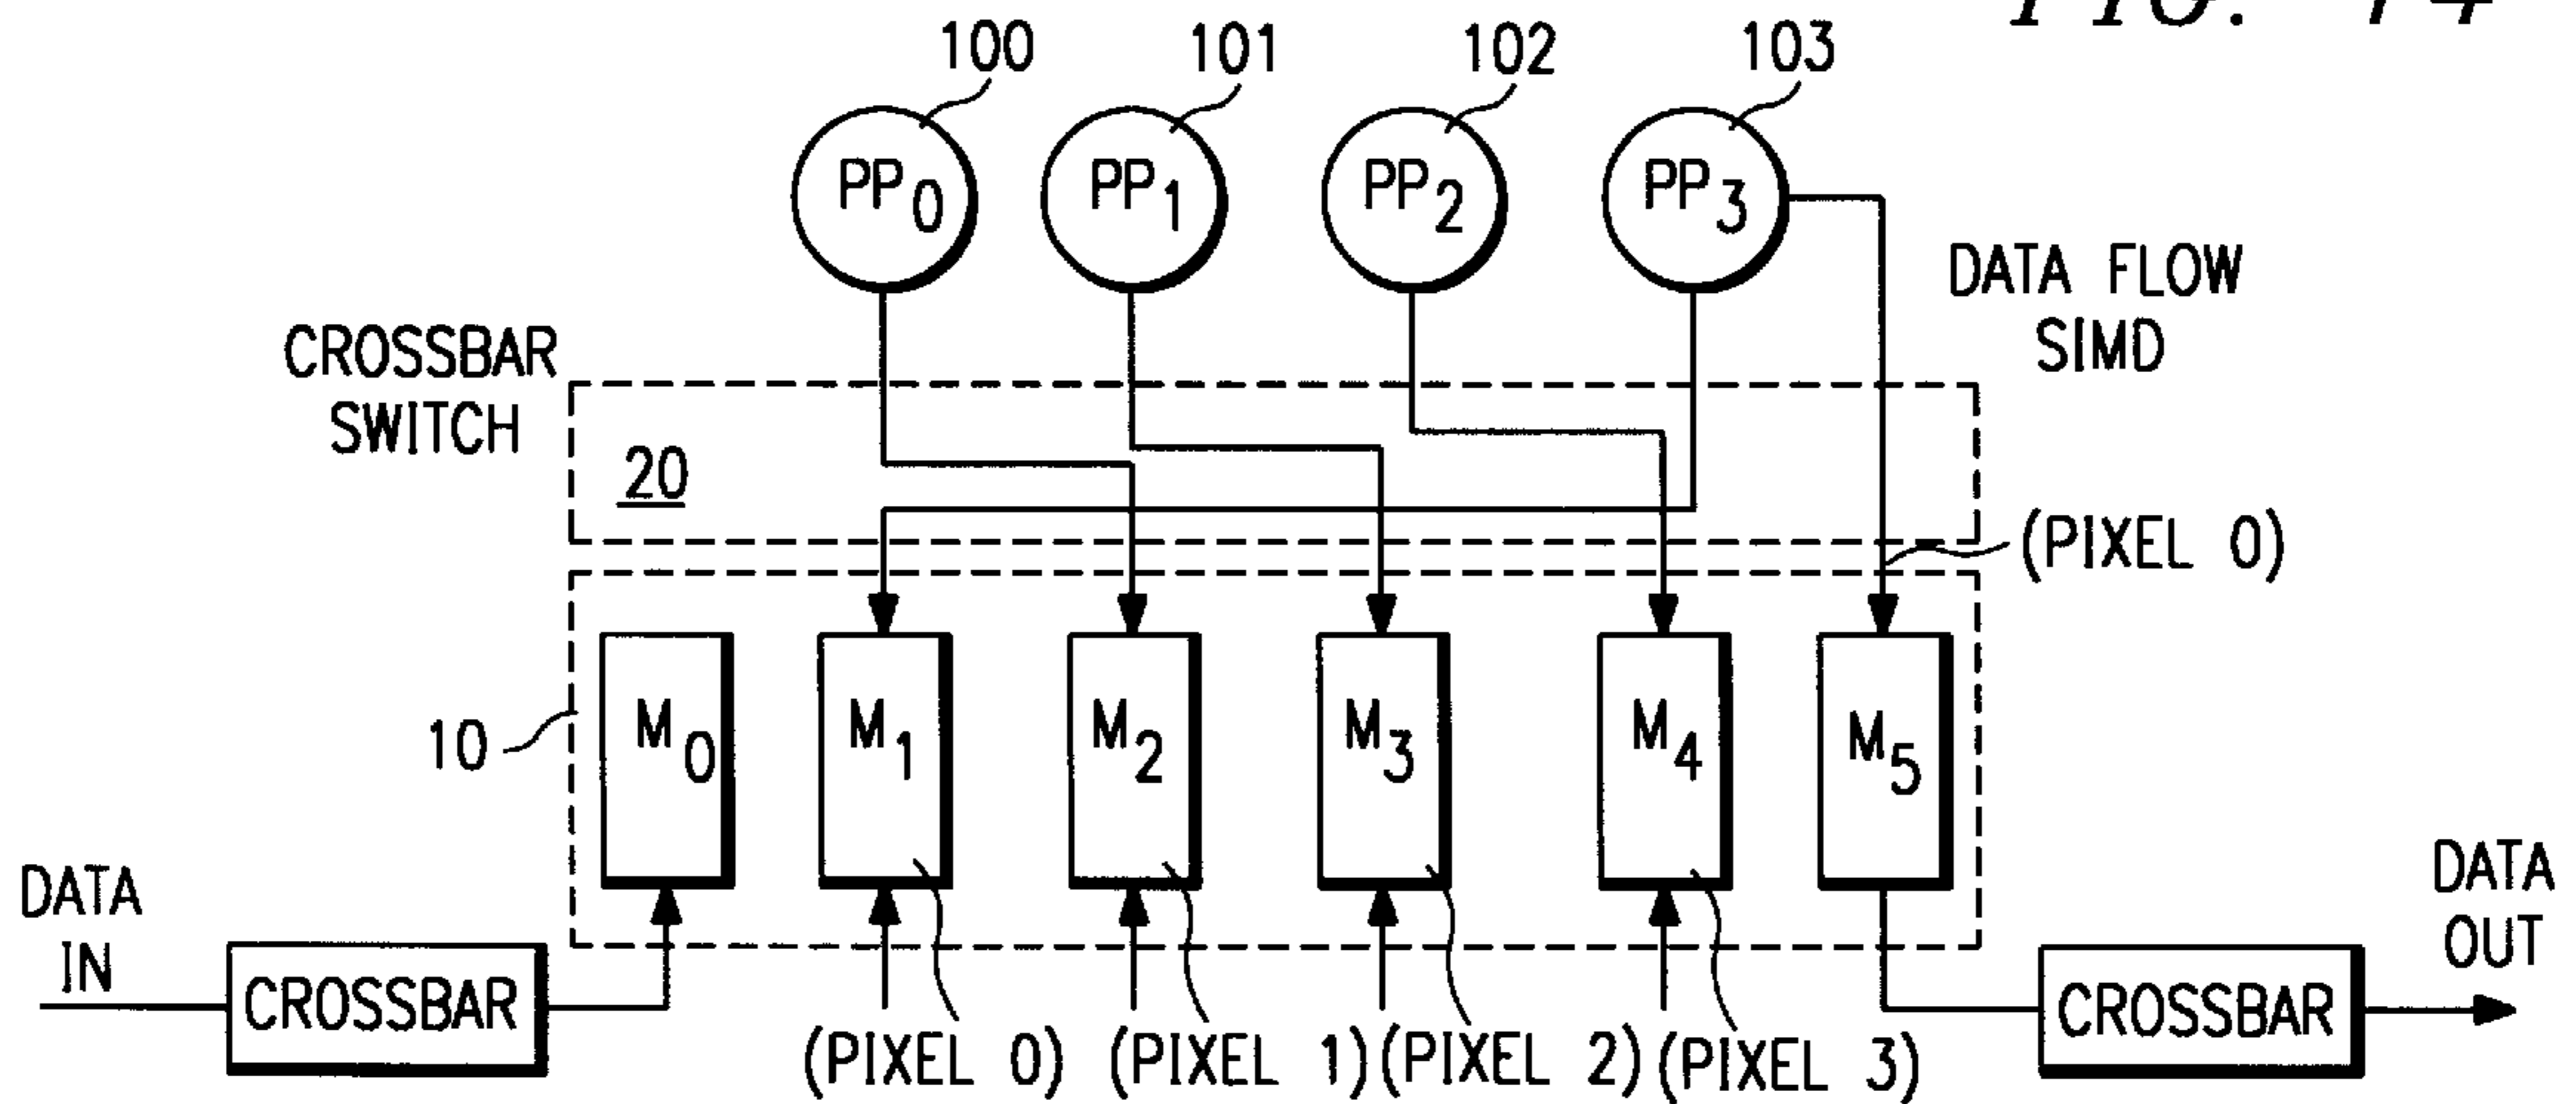 100
101
102
103
PP0
PP1
PP2
PP3
DATA FLOW
SIMD
CROSSBAR
SWITCH
20
(PIXEL 0)
10
M0
M1
M2
M3
M4
M5
DATA
IN
CROSSBAR
(PIXEL 0)
(PIXEL 1)
(PIXEL 2)
(PIXEL 3)
CROSSBAR
DATA
OUT